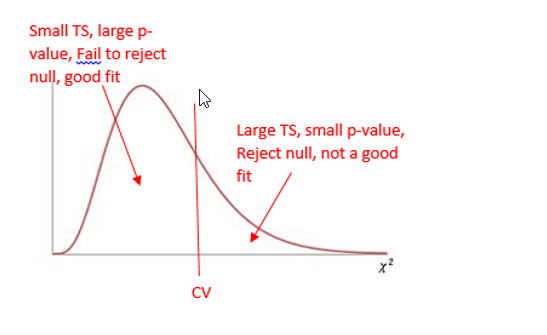 Small TS, large p-
value, Fail to reject
null, good fit
Large TS, small p-value,
Reject null, not a good
fit
χ²
CV